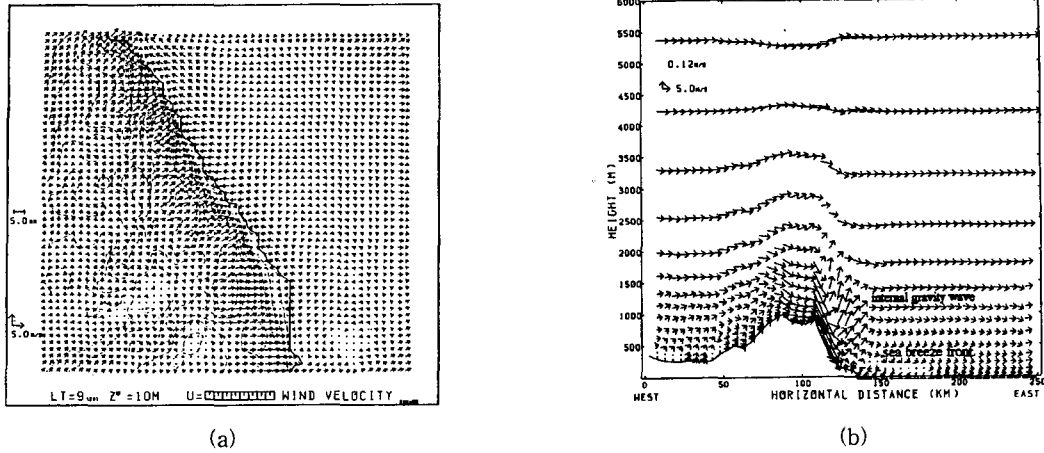 5.0
5.0m/s
LT=9 Z* =10M U= WIND VELOCITY
(a)
6000
5500
5000
4500
4000
3500
3000
2500
2000
1500
1000
500
HEIGHT (M)
0.12m/s
5.0m/s
internal gravity wave
sea breeze front
0 50 100 150 200 250
WEST HORIZONTAL DISTANCE (KM) EAST
(b)